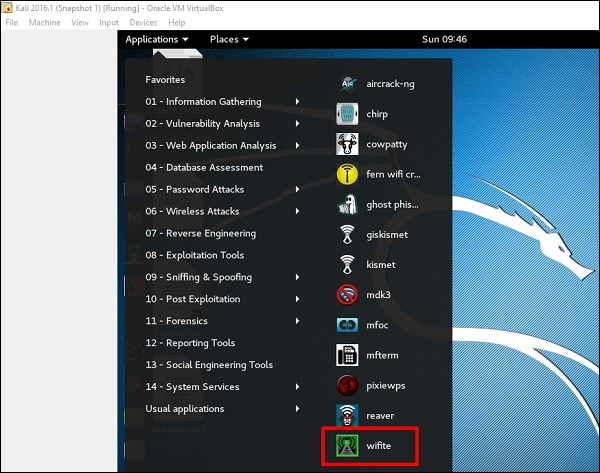 Kali 2016.1 (Snapshot 1) [Running] - Oracle VM VirtualBox
File Machine View Input Devices Help
Applications Places Sun 09:46
Favorites
01 - Information Gathering
02 - Vulnerability Analysis
03 - Web Application Analysis
04 - Database Assessment
05 - Password Attacks
06 - Wireless Attacks
07 - Reverse Engineering
08 - Exploitation Tools
09 - Sniffing & Spoofing
10 - Post Exploitation
11 - Forensics
12 - Reporting Tools
13 - Social Engineering Tools
14 - System Services
Usual applications
aircrack-ng
chirp
cowpatty
fern wifi cr...
ghost phis...
giskismet
kismet
mdk3
mfoc
mfterm
pixiewps
reaver
wifite